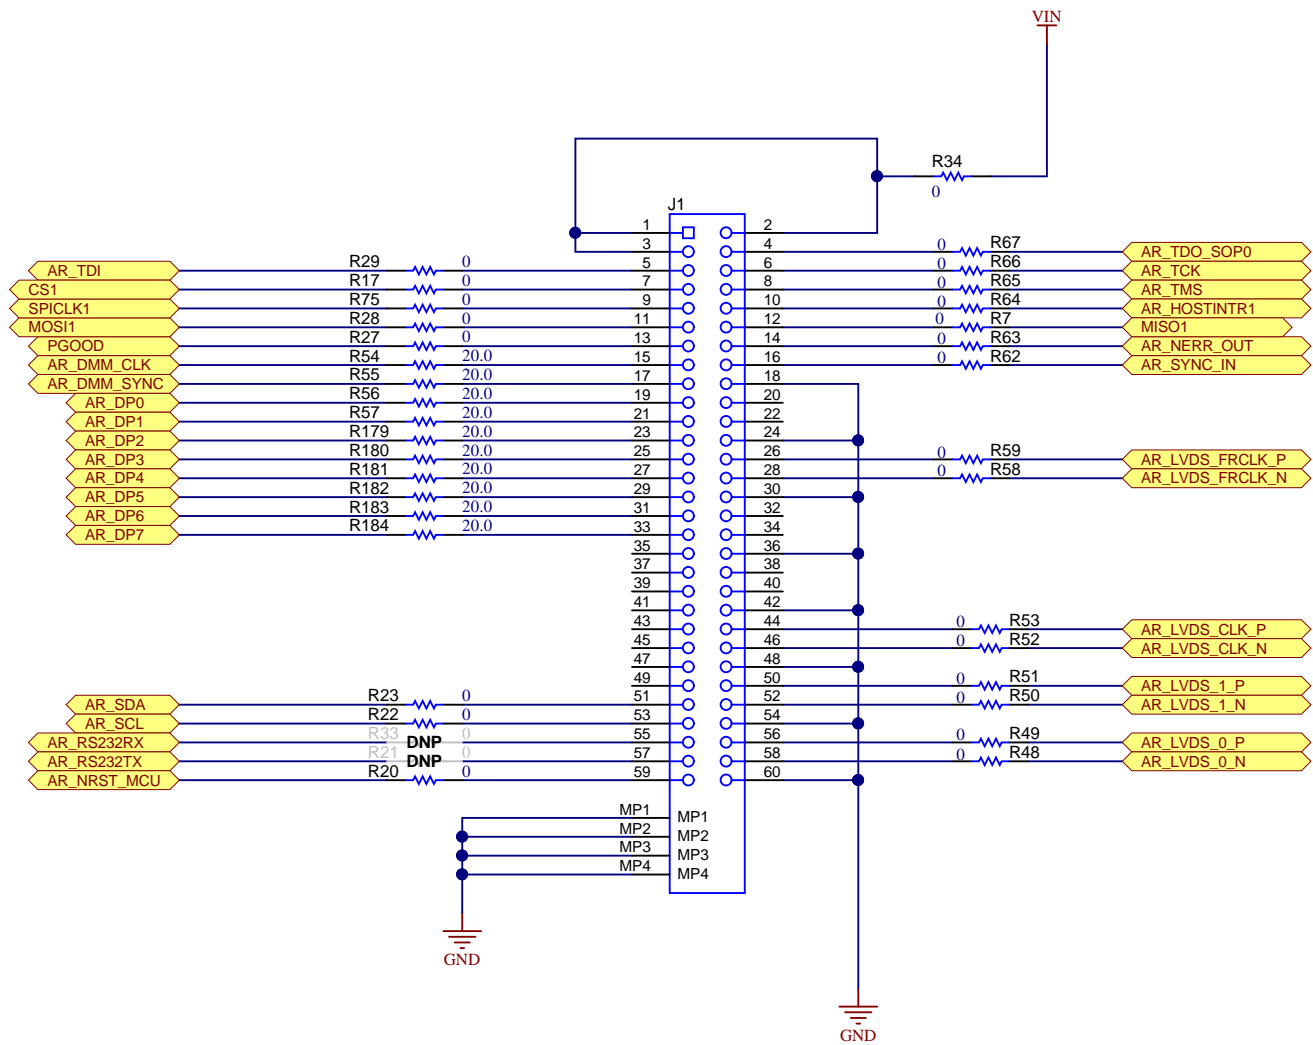 VIN
R34
0
J1
1 2
3 4 0 R67 AR_TDO_SOP0
AR_TDI R29 0 5 6 0 R66 AR_TCK
CS1 R17 0 7 8 0 R65 AR_TMS
SPICLK1 R75 0 9 10 0 R64 AR_HOSTINTR1
MOSI1 R28 0 11 12 0 R7 MISO1
PGOOD R27 0 13 14 0 R63 AR_NERR_OUT
AR_DMM_CLK R54 20.0 15 16 0 R62 AR_SYNC_IN
AR_DMM_SYNC R55 20.0 17 18
AR_DP0 R56 20.0 19 20
AR_DP1 R57 20.0 21 22
AR_DP2 R179 20.0 23 24
AR_DP3 R180 20.0 25 26 0 R59 AR_LVDS_FRCLK_P
AR_DP4 R181 20.0 27 28 0 R58 AR_LVDS_FRCLK_N
AR_DP5 R182 20.0 29 30
AR_DP6 R183 20.0 31 32
AR_DP7 R184 20.0 33 34
35 36
37 38
39 40
41 42
43 44 0 R53 AR_LVDS_CLK_P
45 46 0 R52 AR_LVDS_CLK_N
47 48
49 50 0 R51 AR_LVDS_1_P
AR_SDA R23 0 51 52 0 R50 AR_LVDS_1_N
AR_SCL R22 0 53 54
AR_RS232RX R33 DNP 0 55 56 0 R49 AR_LVDS_0_P
AR_RS232TX R21 DNP 0 57 58 0 R48 AR_LVDS_0_N
AR_NRST_MCU R20 0 59 60
MP1 MP1
MP2 MP2
MP3 MP3
MP4 MP4
GND
GND